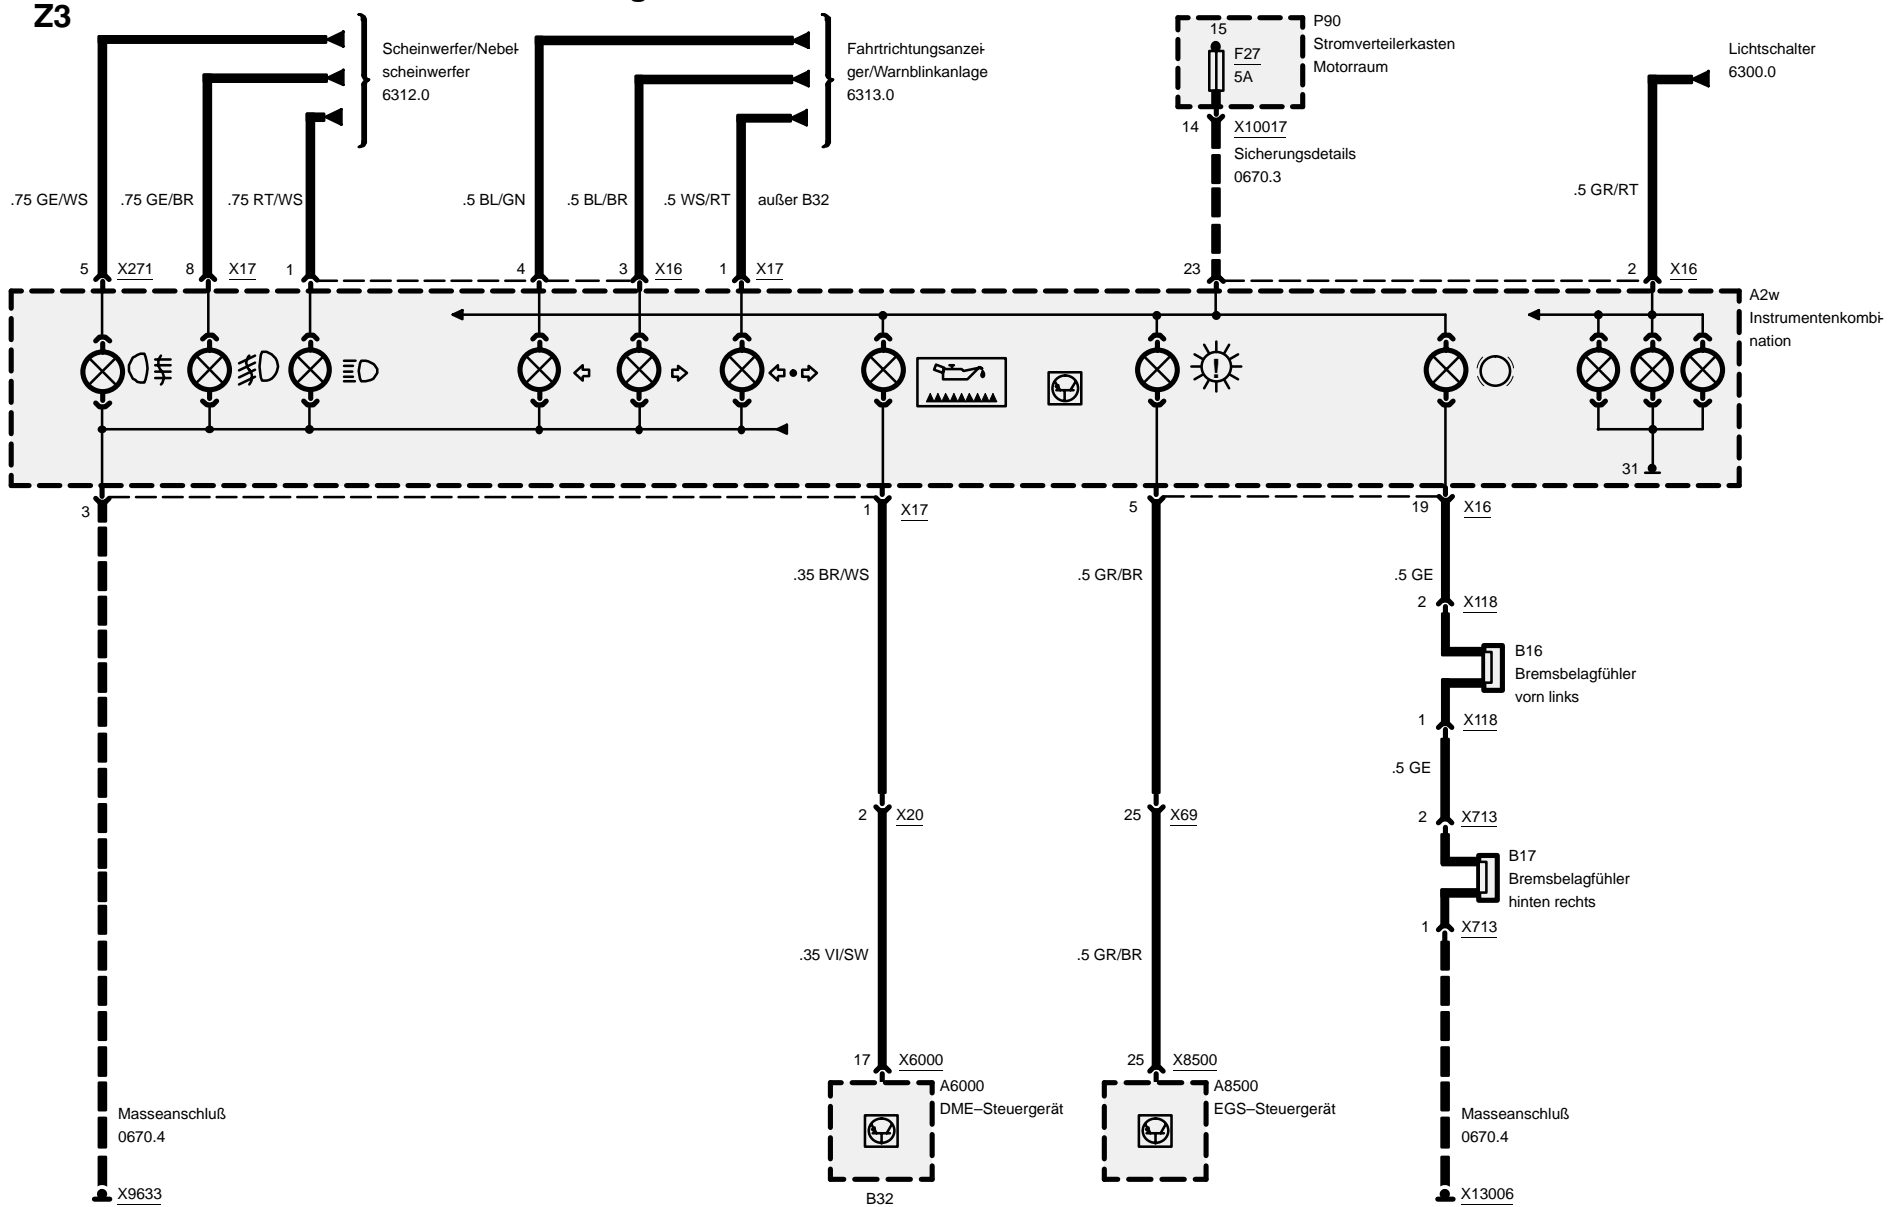 Z3
Scheinwerfer/Nebel-
scheinwerfer
6312.0
Fahrtrichtungsanzei-
ger/Warnblinkanlage
6313.0
15
F27
5A
P90
Stromverteilerkasten
Motorraum
14
X10017
Sicherungsdetails
0670.3
Lichtschalter
6300.0
.75 GE/WS
.75 GE/BR
.75 RT/WS
.5 BL/GN
.5 BL/BR
.5 WS/RT
außer B32
.5 GR/RT
5
X271
8
X17
1
4
3
X16
1
X17
23
2
X16
A2w
Instrumentenkombi-
nation
31
3
1
X17
5
19
X16
.35 BR/WS
.5 GR/BR
.5 GE
2
X118
B16
Bremsbelagfühler
vorn links
1
X118
.5 GE
2
X20
25
X69
2
X713
B17
Bremsbelagfühler
hinten rechts
1
X713
.35 VI/SW
.5 GR/BR
17
X6000
25
X8500
A6000
DME–Steuergerät
A8500
EGS–Steuergerät
Masseanschluß
0670.4
Masseanschluß
0670.4
X9633
B32
X13006